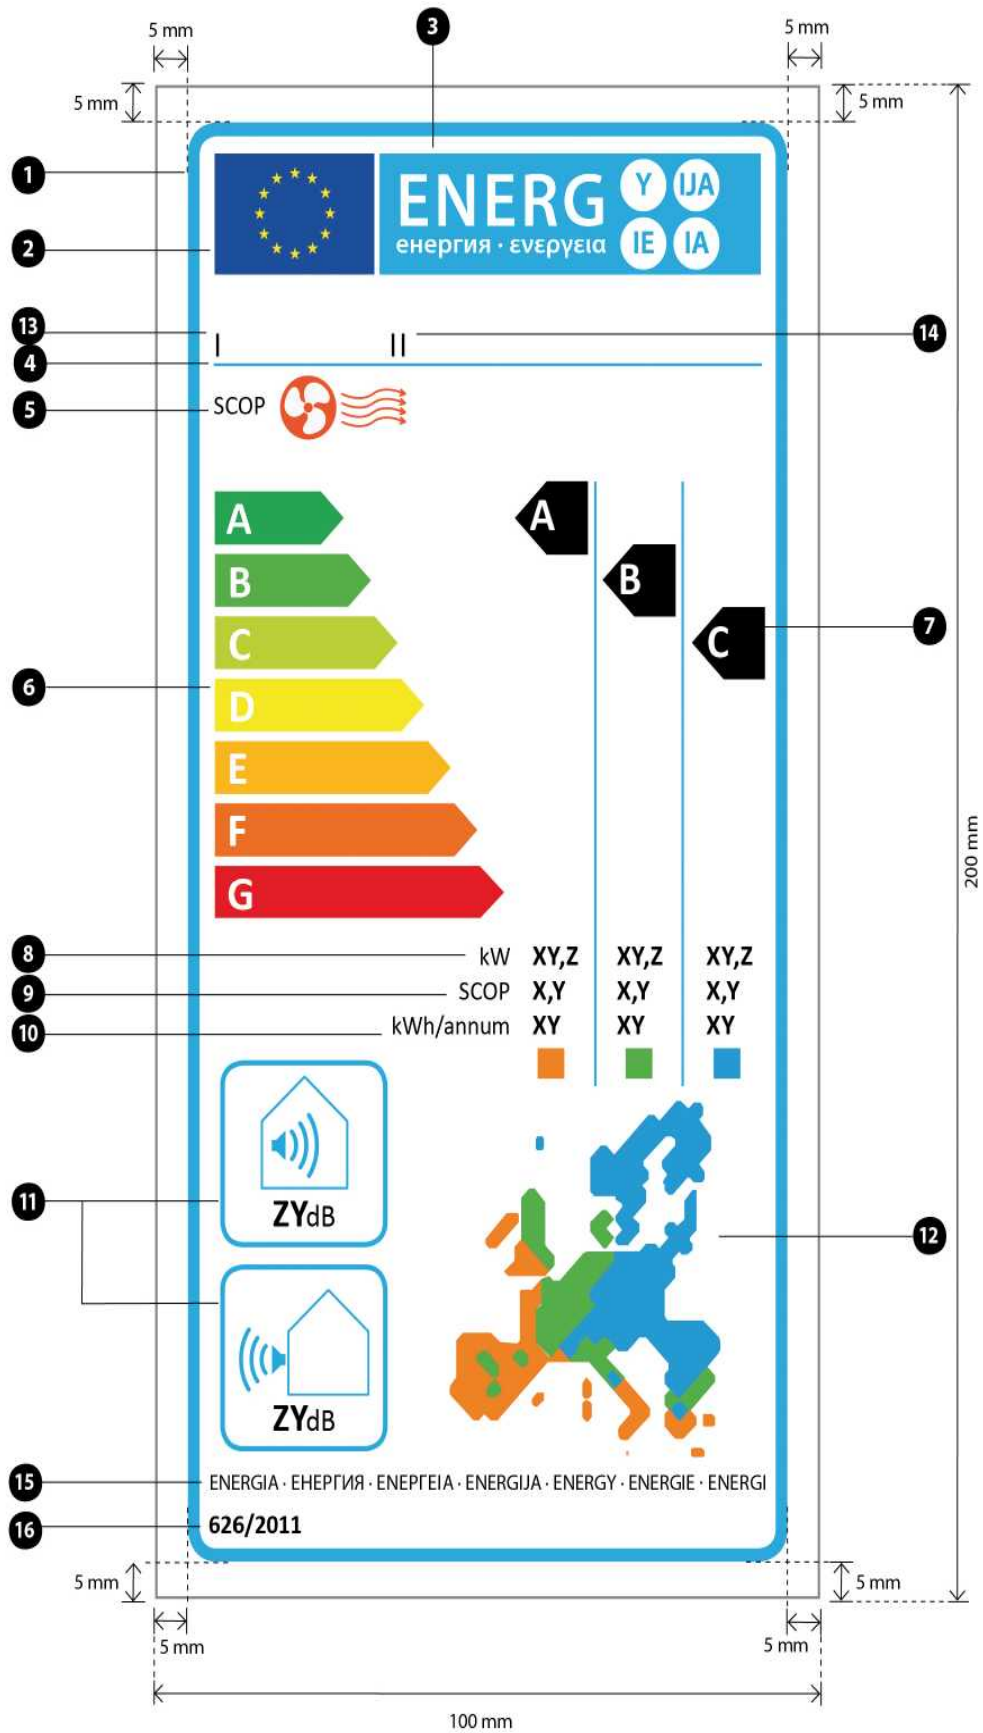 3
5 mm
5 mm
5 mm
5 mm
1
ENERG
Y
IJA
2
енергия · ενεργεια
IE
IA
13
I
II
14
4
5
SCOP
A
A
B
B
7
C
C
6
D
E
F
G
200 mm
8
kW XY,Z XY,Z XY,Z
9
SCOP X,Y X,Y X,Y
10
kWh/annum XY XY XY
11
ZYdB
12
ZYdB
15
ENERGIA · ЕНЕРГИЯ · ΕΝΕΡΓΕΙΑ · ENERGIJA · ENERGY · ENERGIE · ENERGI
16
626/2011
5 mm
5 mm
5 mm
5 mm
100 mm